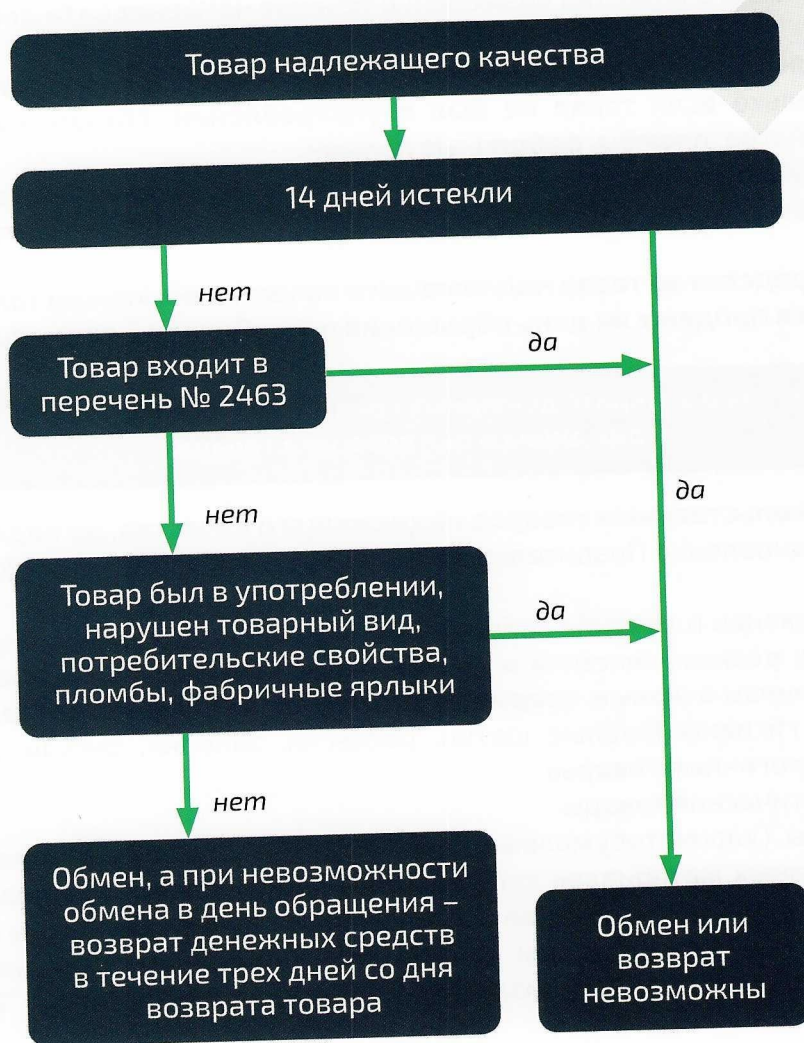 Товар надлежащего качества
14 дней истекли
нет
Товар входит в
перечень № 2463
да
нет
да
Товар был в употреблении,
нарушен товарный вид,
потребительские свойства,
пломбы, фабричные ярлыки
да
нет
Обмен, а при невозможности
обмена в день обращения –
возврат денежных средств
в течение трех дней со дня
возврата товара
Обмен или
возврат
невозможны